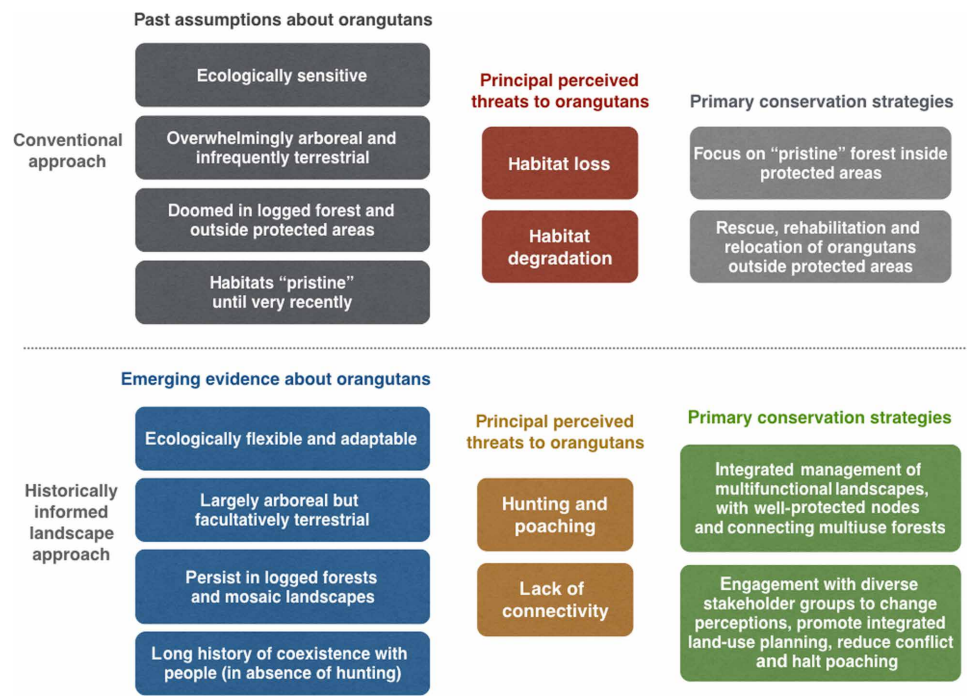 Past assumptions about orangutans
Conventional
approach
Ecologically sensitive
Overwhelmingly arboreal and
infrequently terrestrial
Doomed in logged forest and
outside protected areas
Habitats “pristine”
until very recently
Principal perceived
threats to orangutans
Habitat loss
Habitat
degradation
Primary conservation strategies
Focus on “pristine” forest inside
protected areas
Rescue, rehabilitation and
relocation of orangutans
outside protected areas
Emerging evidence about orangutans
Historically
informed
landscape
approach
Ecologically flexible and adaptable
Largely arboreal but
facultatively terrestrial
Persist in logged forests
and mosaic landscapes
Long history of coexistence with
people (in absence of hunting)
Principal perceived
threats to orangutans
Hunting and
poaching
Lack of
connectivity
Primary conservation strategies
Integrated management of
multifunctional landscapes,
with well-protected nodes
and connecting multiuse forests
Engagement with diverse
stakeholder groups to change
perceptions, promote integrated
land-use planning, reduce conflict
and halt poaching